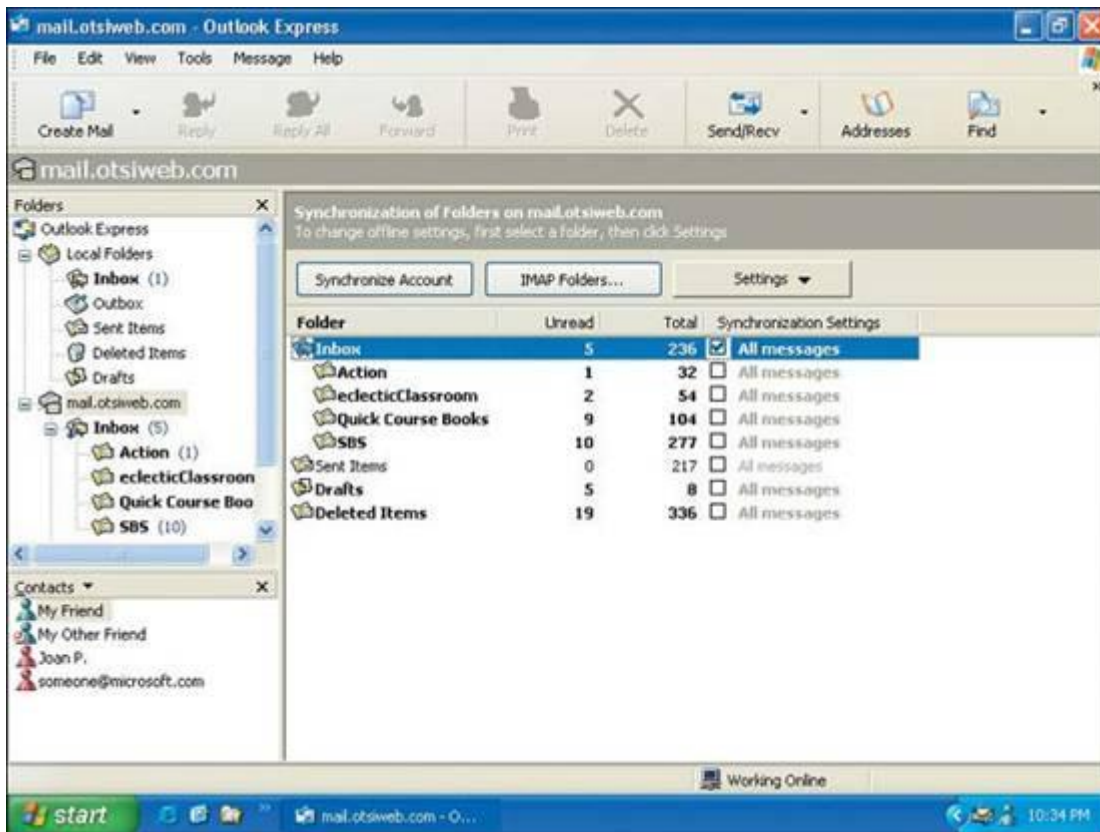 mail.otsiweb.com - Outlook Express
File Edit View Tools Message Help
Create Mail Reply Reply All Forward Print Delete Send/Recv Addresses Find
mail.otsiweb.com
Folders
Outlook Express
Local Folders
Inbox (1)
Outbox
Sent Items
Deleted Items
Drafts
mail.otsiweb.com
Inbox (5)
Action (1)
eclecticClassroon
Quick Course Boo
SBS (10)
Contacts
My Friend
My Other Friend
Joan P.
someone@microsoft.com
Synchronization of Folders on mail.otsiweb.com
To change offline settings, first select a folder, then click Settings
Synchronize Account IMAP Folders... Settings
Folder Unread Total Synchronization Settings
Inbox 5 236 All messages
Action 1 32 All messages
eclecticClassroom 2 54 All messages
Quick Course Books 9 104 All messages
SBS 10 277 All messages
Sent Items 0 217 All messages
Drafts 5 8 All messages
Deleted Items 19 336 All messages
Working Online
start mail.otsiweb.com - O... 10:34 PM